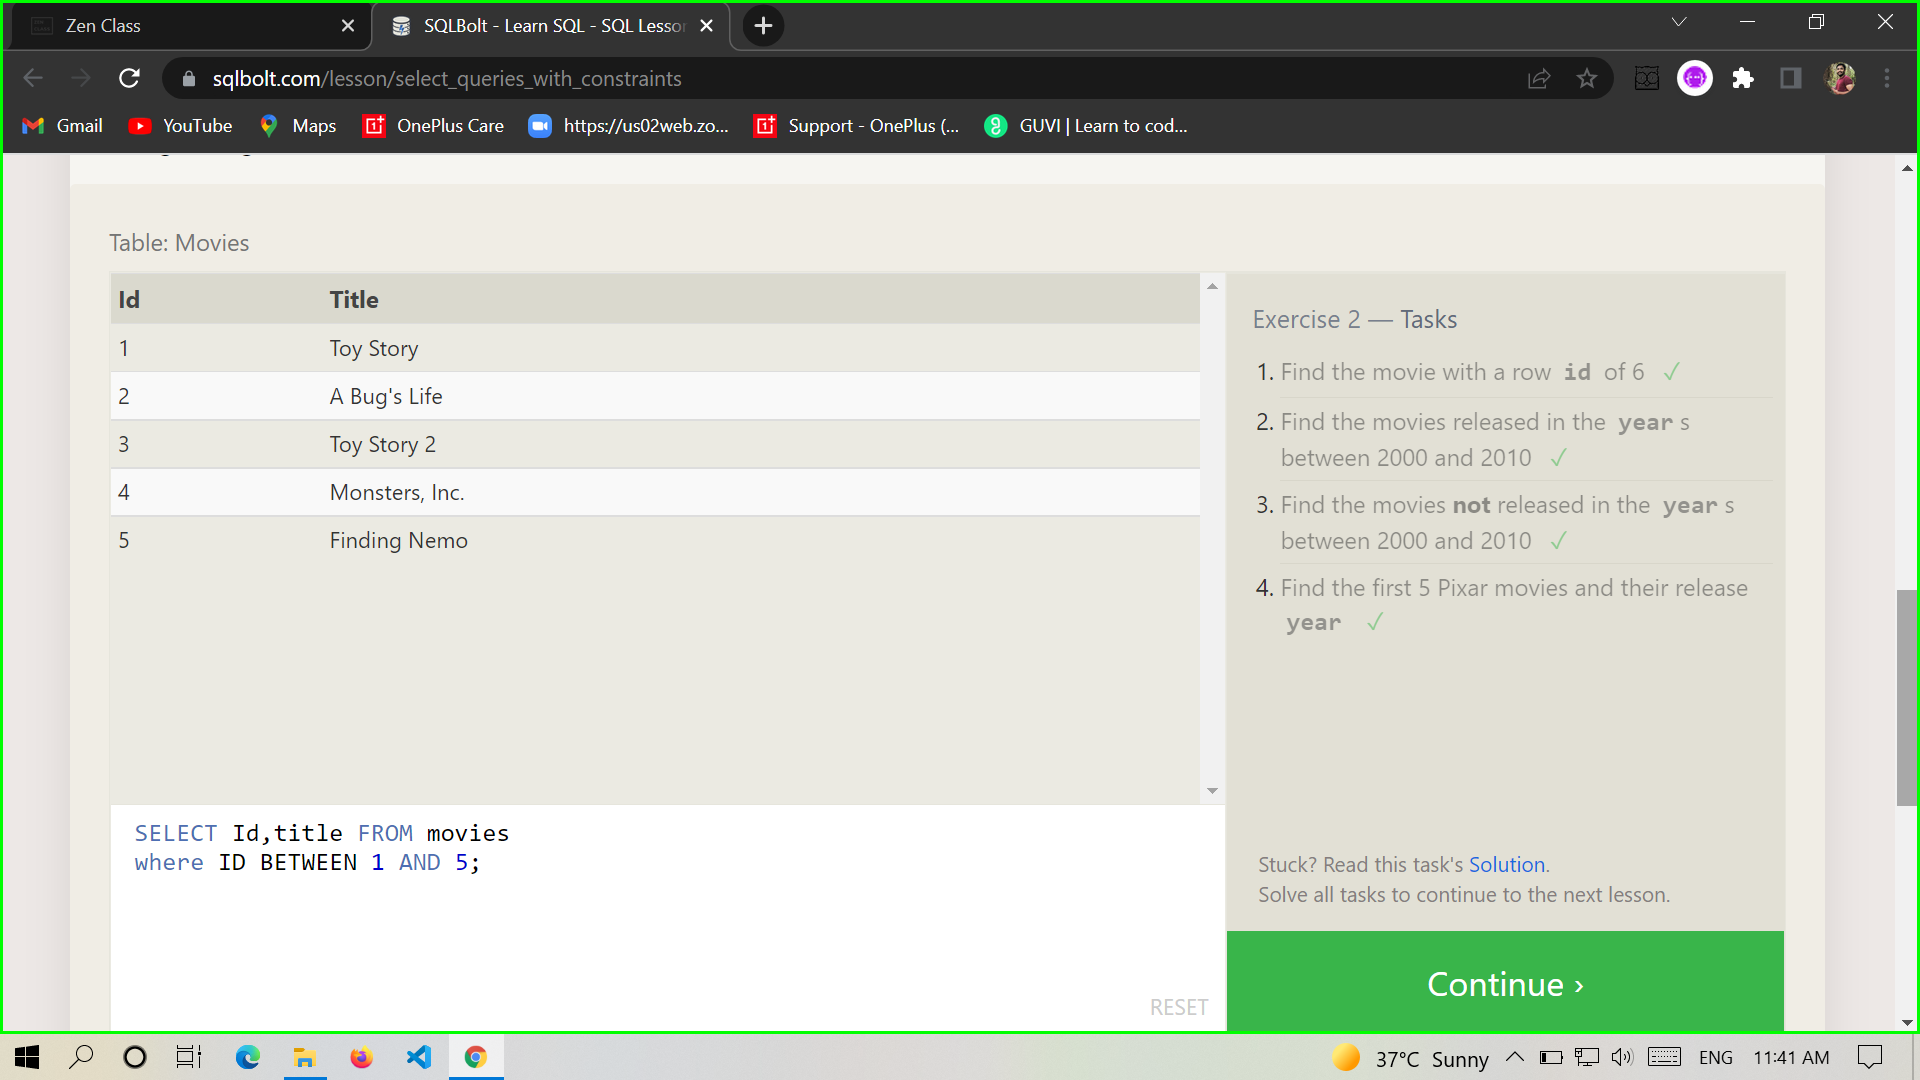 Zen Class
SQLBolt - Learn SQL - SQL Lesso
sqlbolt.com/lesson/select_queries_with_constraints
Gmail
YouTube
Maps
OnePlus Care
https://us02web.zo...
Support - OnePlus (...
GUVI | Learn to cod...
Table: Movies
Id Title
1 Toy Story
2 A Bug's Life
3 Toy Story 2
4 Monsters, Inc.
5 Finding Nemo
SELECT Id,title FROM movies
where ID BETWEEN 1 AND 5;
RESET
Exercise 2 — Tasks
1. Find the movie with a row id of 6 ✓
2. Find the movies released in the year s
between 2000 and 2010 ✓
3. Find the movies not released in the year s
between 2000 and 2010 ✓
4. Find the first 5 Pixar movies and their release
year ✓
Stuck? Read this task's Solution.
Solve all tasks to continue to the next lesson.
Continue ›
37°C Sunny
ENG
11:41 AM